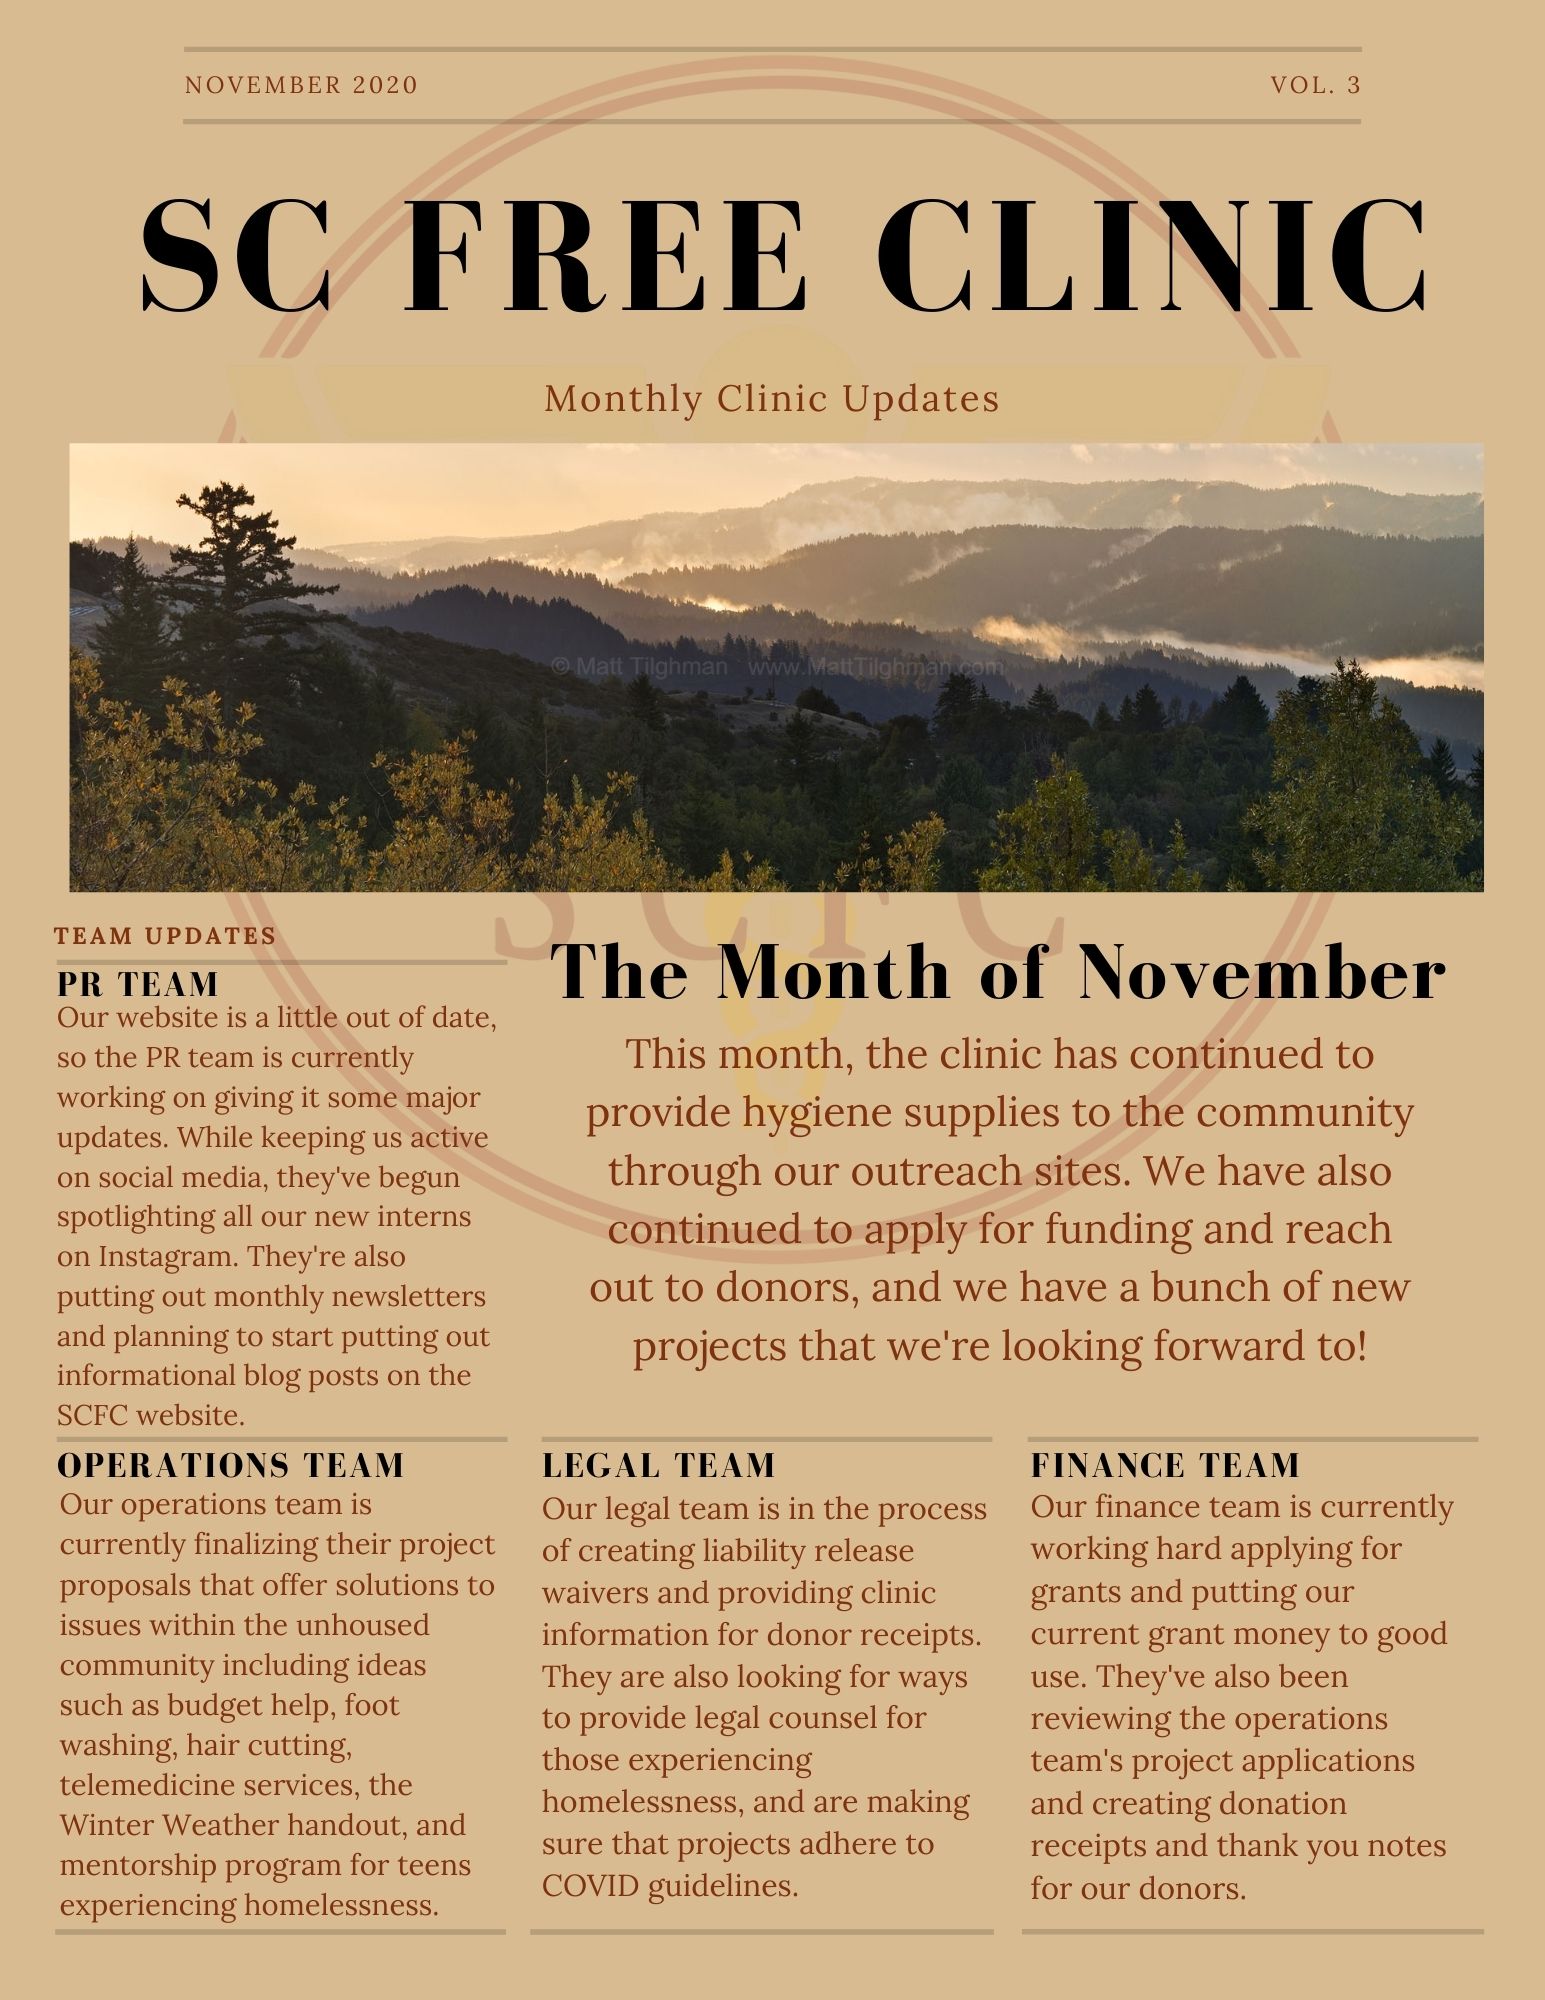 NOVEMBER 2020
VOL. 3
SC FREE CLINIC
Monthly Clinic Updates
© Matt Tilghman www.MattTilghman.com
SCFC
TEAM UPDATES
PR TEAM
Our website is a little out of date,
so the PR team is currently
working on giving it some major
updates. While keeping us active
on social media, they've begun
spotlighting all our new interns
on Instagram. They're also
putting out monthly newsletters
and planning to start putting out
informational blog posts on the
SCFC website.
The Month of November
This month, the clinic has continued to
provide hygiene supplies to the community
through our outreach sites. We have also
continued to apply for funding and reach
out to donors, and we have a bunch of new
projects that we're looking forward to!
OPERATIONS TEAM
Our operations team is
currently finalizing their project
proposals that offer solutions to
issues within the unhoused
community including ideas
such as budget help, foot
washing, hair cutting,
telemedicine services, the
Winter Weather handout, and
mentorship program for teens
experiencing homelessness.
LEGAL TEAM
Our legal team is in the process
of creating liability release
waivers and providing clinic
information for donor receipts.
They are also looking for ways
to provide legal counsel for
those experiencing
homelessness, and are making
sure that projects adhere to
COVID guidelines.
FINANCE TEAM
Our finance team is currently
working hard applying for
grants and putting our
current grant money to good
use. They've also been
reviewing the operations
team's project applications
and creating donation
receipts and thank you notes
for our donors.